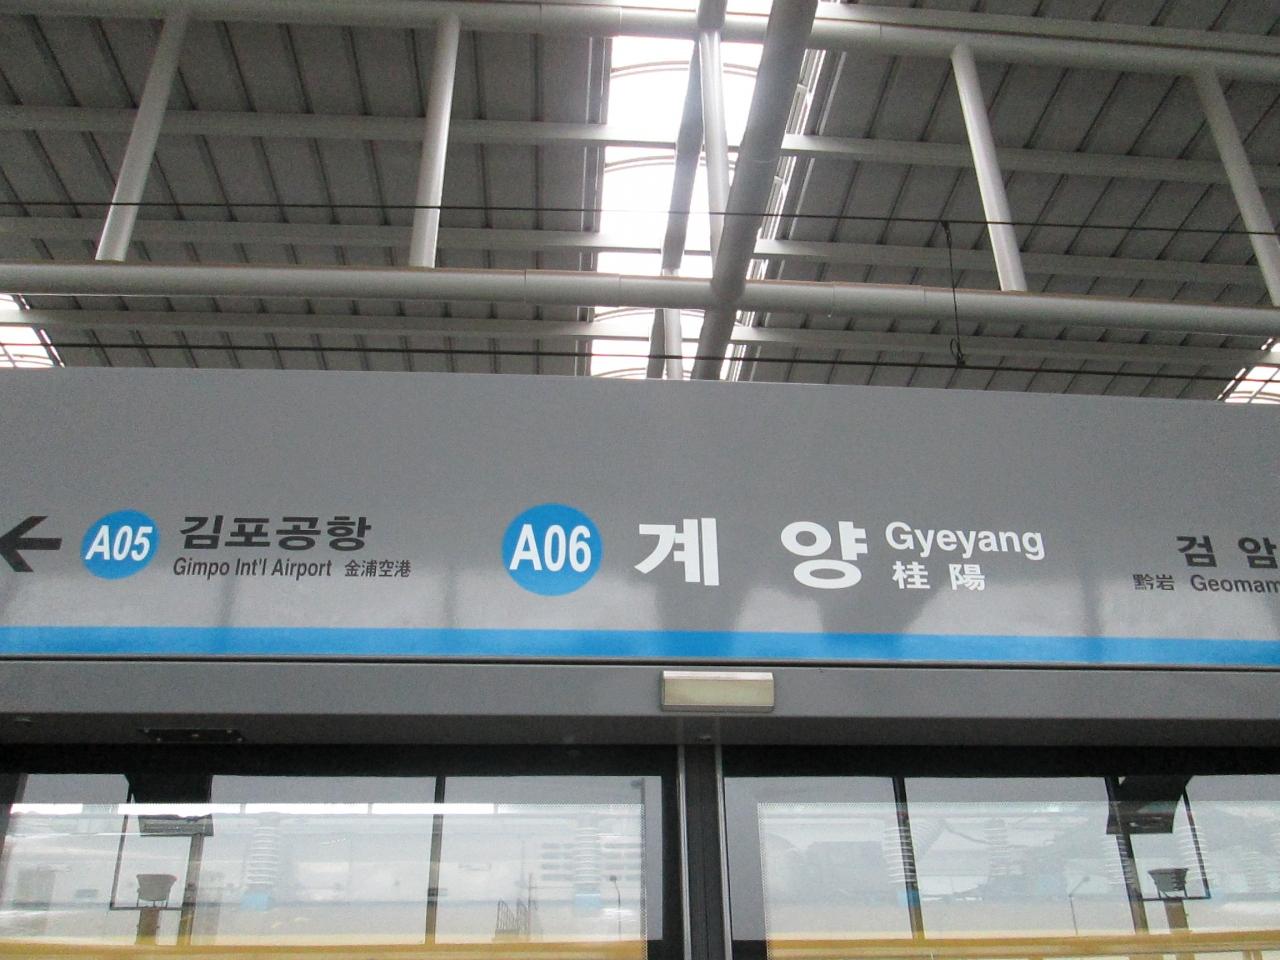 A05 김포공항
Gimpo Int'l Airport 金浦空港
A06 계양 Gyeyang
桂陽
검암
黔岩 Geomam